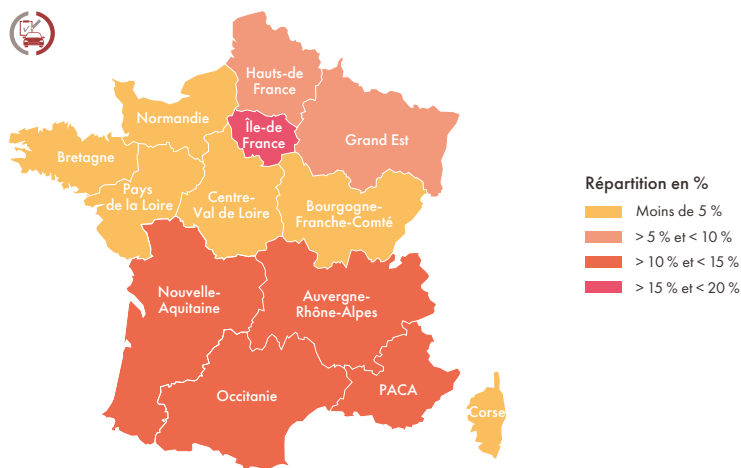 Hauts-de
France
Normandie
Île-de
France
Grand Est
Bretagne
Pays
de la Loire
Centre-
Val de Loire
Bourgogne-
Franche-Comté
Nouvelle-
Aquitaine
Auvergne-
Rhône-Alpes
Occitanie
PACA
Corse
Répartition en %
Moins de 5 %
> 5 % et < 10 %
> 10 % et < 15 %
> 15 % et < 20 %